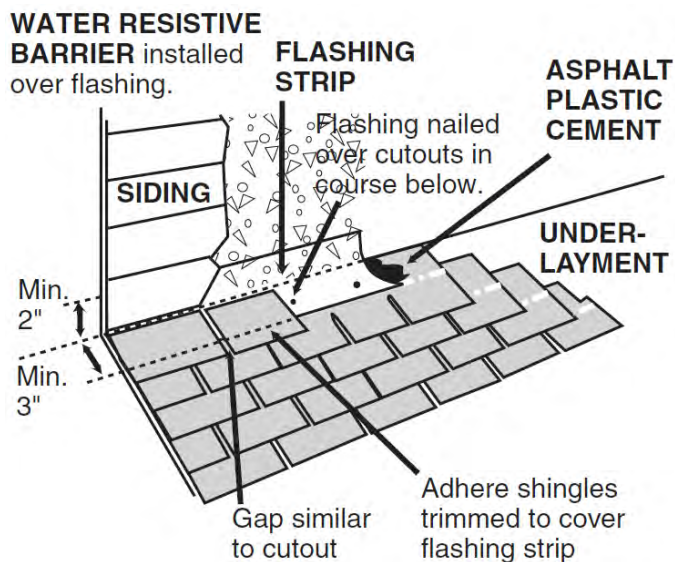 WATER RESISTIVE
BARRIER installed
over flashing.
FLASHING
STRIP
Flashing nailed
over cutouts in
course below.
ASPHALT
PLASTIC
CEMENT
SIDING
UNDER-
LAYMENT
Min.
2"
Min.
3"
Gap similar
to cutout
Adhere shingles
trimmed to cover
flashing strip